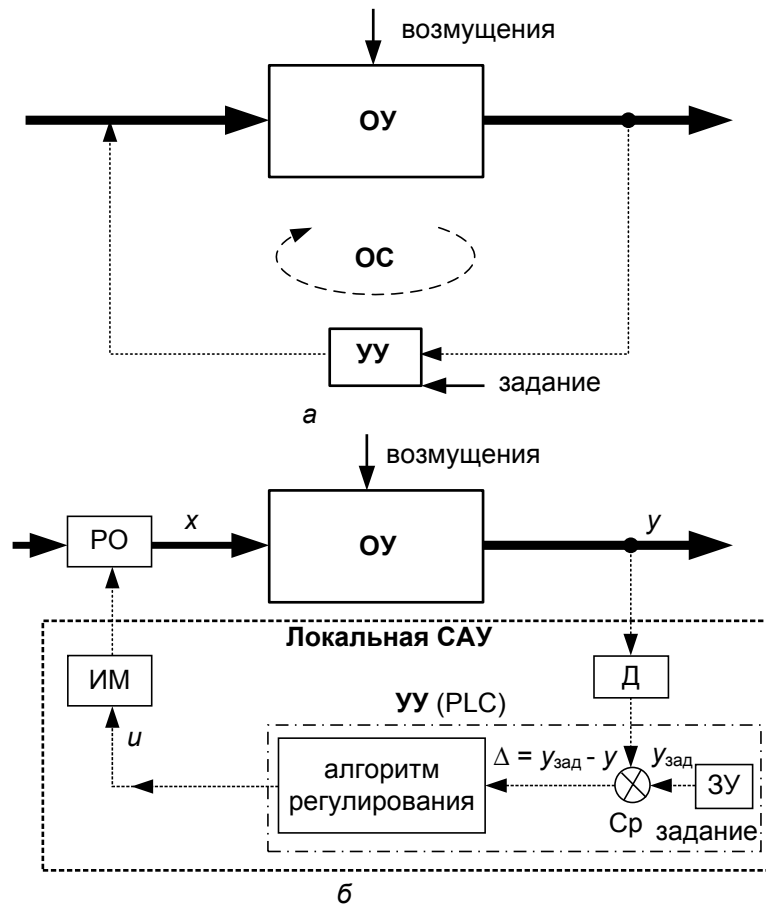 возмущения
ОУ
ОС
УУ
задание
а
возмущения
РО
x
ОУ
y
Локальная САУ
ИМ
Д
УУ (PLC)
u
алгоритм
регулирования
Δ = yзад - y
yзад
ЗУ
Ср
задание
б